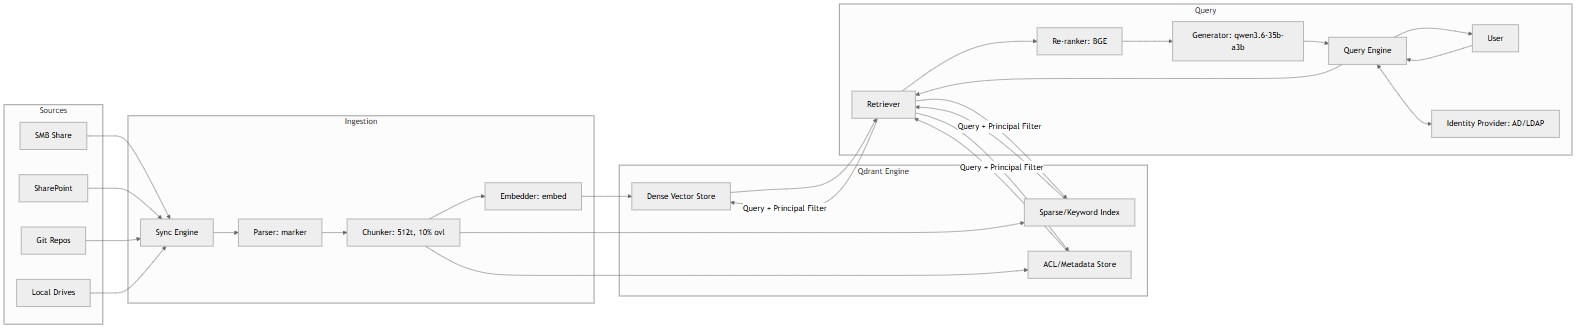 Sources
SMB Share
SharePoint
Git Repos
Local Drives
Ingestion
Sync Engine
Parser: marker
Chunker: 512t, 10% ovl
Embedder: embed
Qdrant Engine
Dense Vector Store
Query + Principal Filter
Sparse/Keyword Index
ACL/Metadata Store
Query + Principal Filter
Query + Principal Filter
Query
Retriever
Re-ranker: BGE
Generator: qwen3.6-35b-
a3b
Query Engine
User
Identity Provider: AD/LDAP